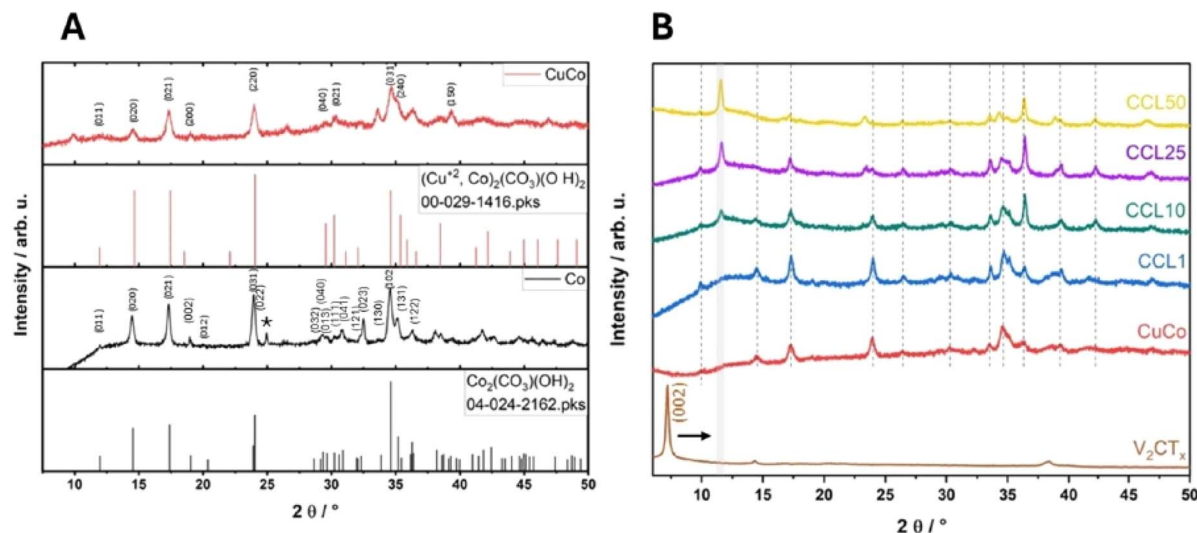 A
B
CuCo
(011)
(020)
(021)
(200)
(220)
(040)
(021)
(031)
(240)
(150)
(Cu⁺², Co)₂(CO₃)(O H)₂
00-029-1416.pks
Co
(011)
(020)
(021)
(002)
(012)
(031)
(022)
*
(032)
(040)
(013)
(111)
(041)
(121)
(023)
(130)
(102)
(131)
(122)
Co₂(CO₃)(OH)₂
04-024-2162.pks
Intensity / arb. u.
10 15 20 25 30 35 40 45 50
2 θ / °
CCL50
CCL25
CCL10
CCL1
CuCo
(002)
V₂CTₓ
Intensity / arb. u.
10 15 20 25 30 35 40 45 50
2 θ / °